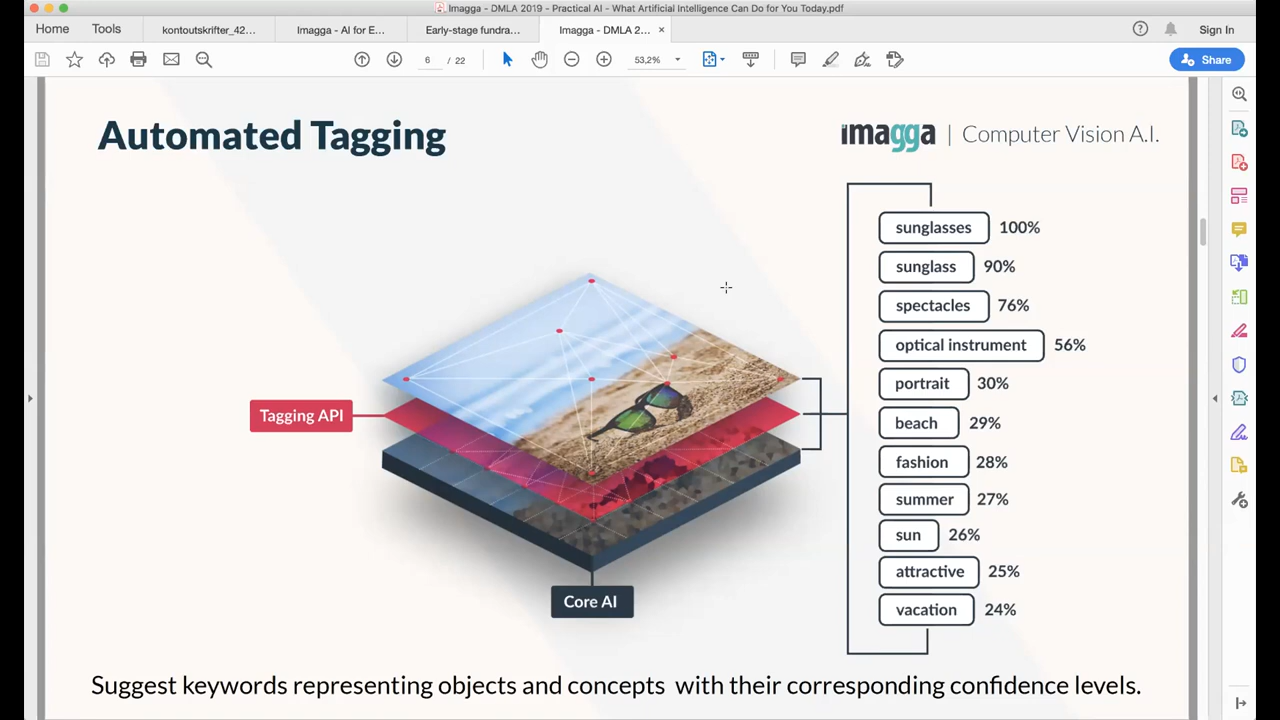 Imagga - DMLA 2019 - Practical AI - What Artificial Intelligence Can Do for You Today.pdf
Home Tools kontoutskrifter_42... Imagga - AI for E... Early-stage fundra... Imagga - DMLA 2... × Sign In
6 / 22 53,2% Share
Automated Tagging
imagga | Computer Vision A.I.
sunglasses 100%
sunglass 90%
spectacles 76%
optical instrument 56%
portrait 30%
Tagging API
beach 29%
fashion 28%
summer 27%
sun 26%
attractive 25%
Core AI
vacation 24%
Suggest keywords representing objects and concepts with their corresponding confidence levels.